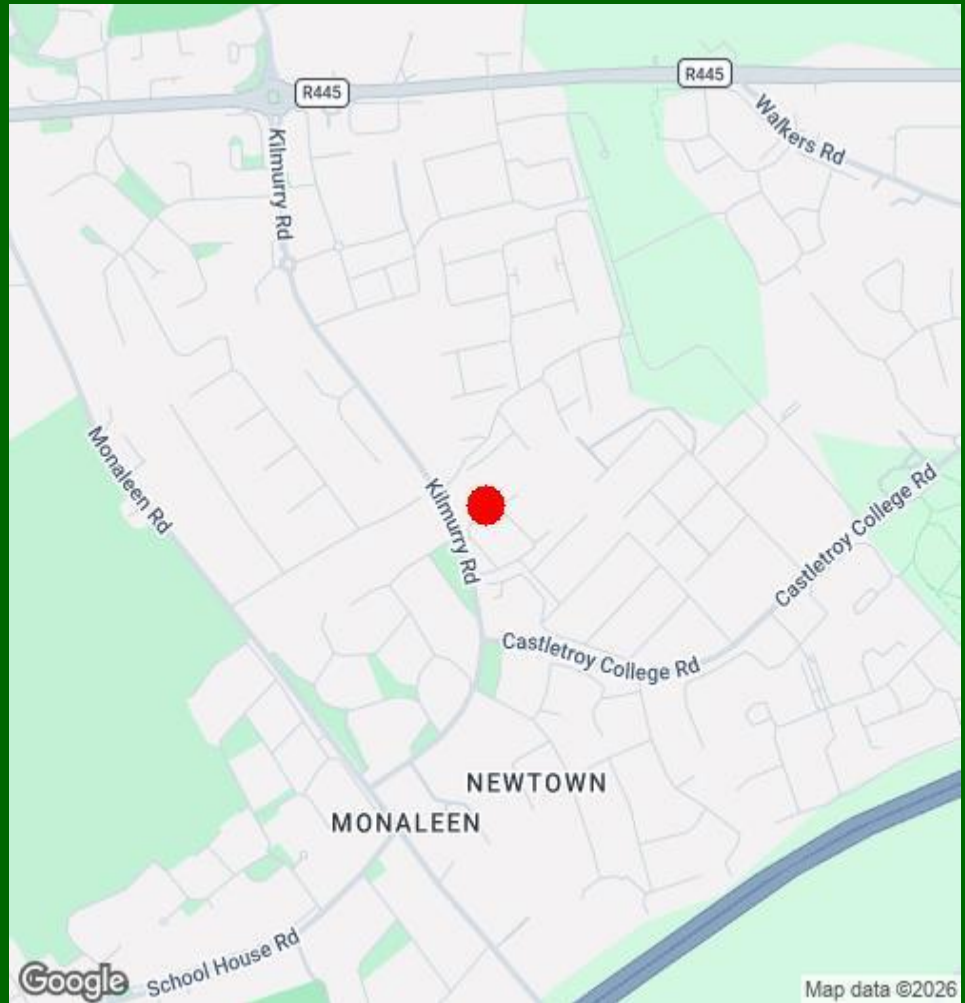 R445
R445
Walkers Rd
Kilmurry Rd
Monaleen Rd
Kilmurry Rd
Castletroy College Rd
Castletroy College Rd
NEWTOWN
MONALEEN
School House Rd
Google
Map data ©2026